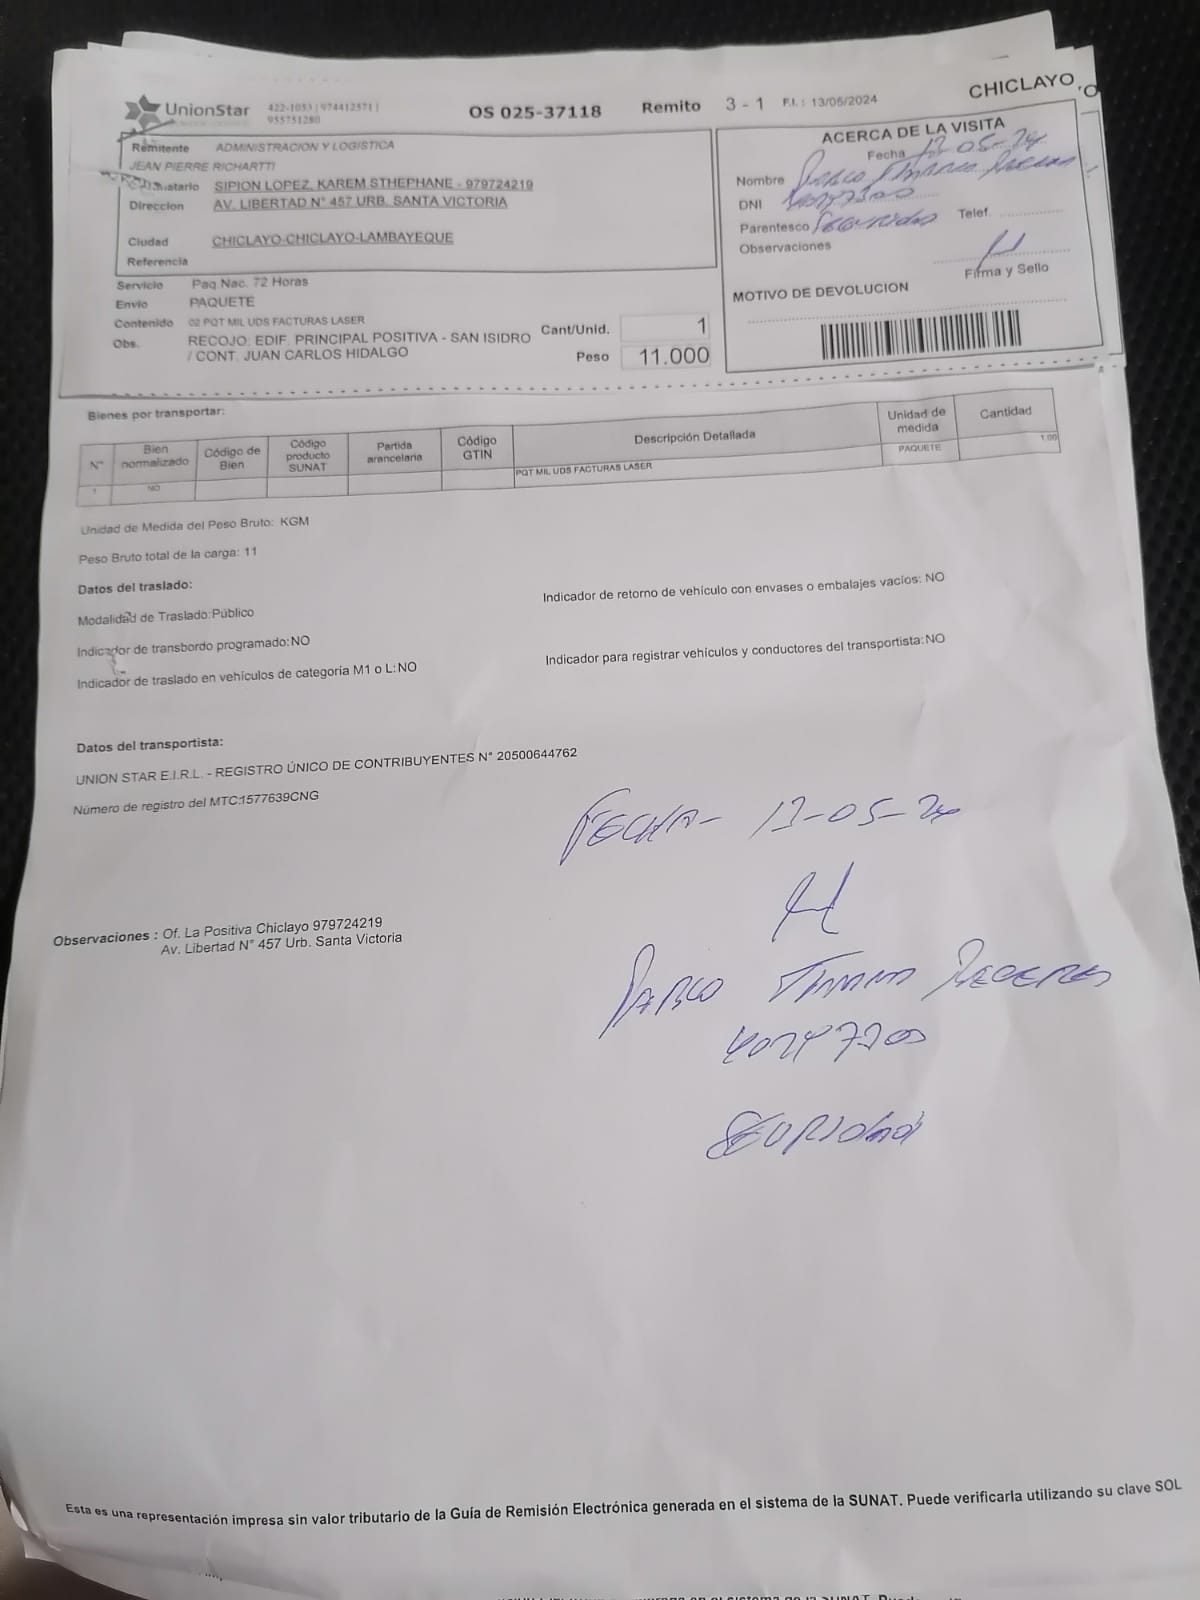 UnionStar 422-1053 | 974412571 |
955751280
OS 025-37118 Remito 3 - 1 F.I.: 13/05/2024 CHICLAYO
Remitente ADMINISTRACION Y LOGISTICA
JEAN PIERRE RICHARTTI
SIPION LOPEZ, KAREM STHEPHANE - 979724219
Direccion AV. LIBERTAD N° 457 URB. SANTA VICTORIA
Ciudad CHICLAYO-CHICLAYO-LAMBAYEQUE
Referencia
Servicio Paq Nac. 72 Horas
Envio PAQUETE
Contenido 02 PQT MIL UDS FACTURAS LASER
Obs. RECOJO: EDIF. PRINCIPAL POSITIVA - SAN ISIDRO
/ CONT. JUAN CARLOS HIDALGO
Cant/Unid. 1
Peso 11.000
ACERCA DE LA VISITA
Fecha
Nombre
DNI
Parentesco Telef.
Observaciones
Firma y Sello
MOTIVO DE DEVOLUCION
Bienes por transportar:
N° Bien normalizado Código de Bien Código producto SUNAT Partida arancelaria Código GTIN Descripción Detallada Unidad de medida Cantidad
1 NO PQT MIL UDS FACTURAS LASER PAQUETE 1.00
Unidad de Medida del Peso Bruto: KGM
Peso Bruto total de la carga: 11
Datos del traslado:
Modalidad de Traslado:Público
Indicador de retorno de vehículo con envases o embalajes vacíos: NO
Indicador de transbordo programado:NO
Indicador para registrar vehículos y conductores del transportista:NO
Indicador de traslado en vehículos de categoría M1 o L:NO
Datos del transportista:
UNION STAR E.I.R.L. - REGISTRO ÚNICO DE CONTRIBUYENTES N° 20500644762
Número de registro del MTC:1577639CNG
FECHA- 13-05-24
Observaciones : Of. La Positiva Chiclayo 979724219
Av. Libertad N° 457 Urb. Santa Victoria
PABLO
Esta es una representación impresa sin valor tributario de la Guía de Remisión Electrónica generada en el sistema de la SUNAT. Puede verificarla utilizando su clave SOL